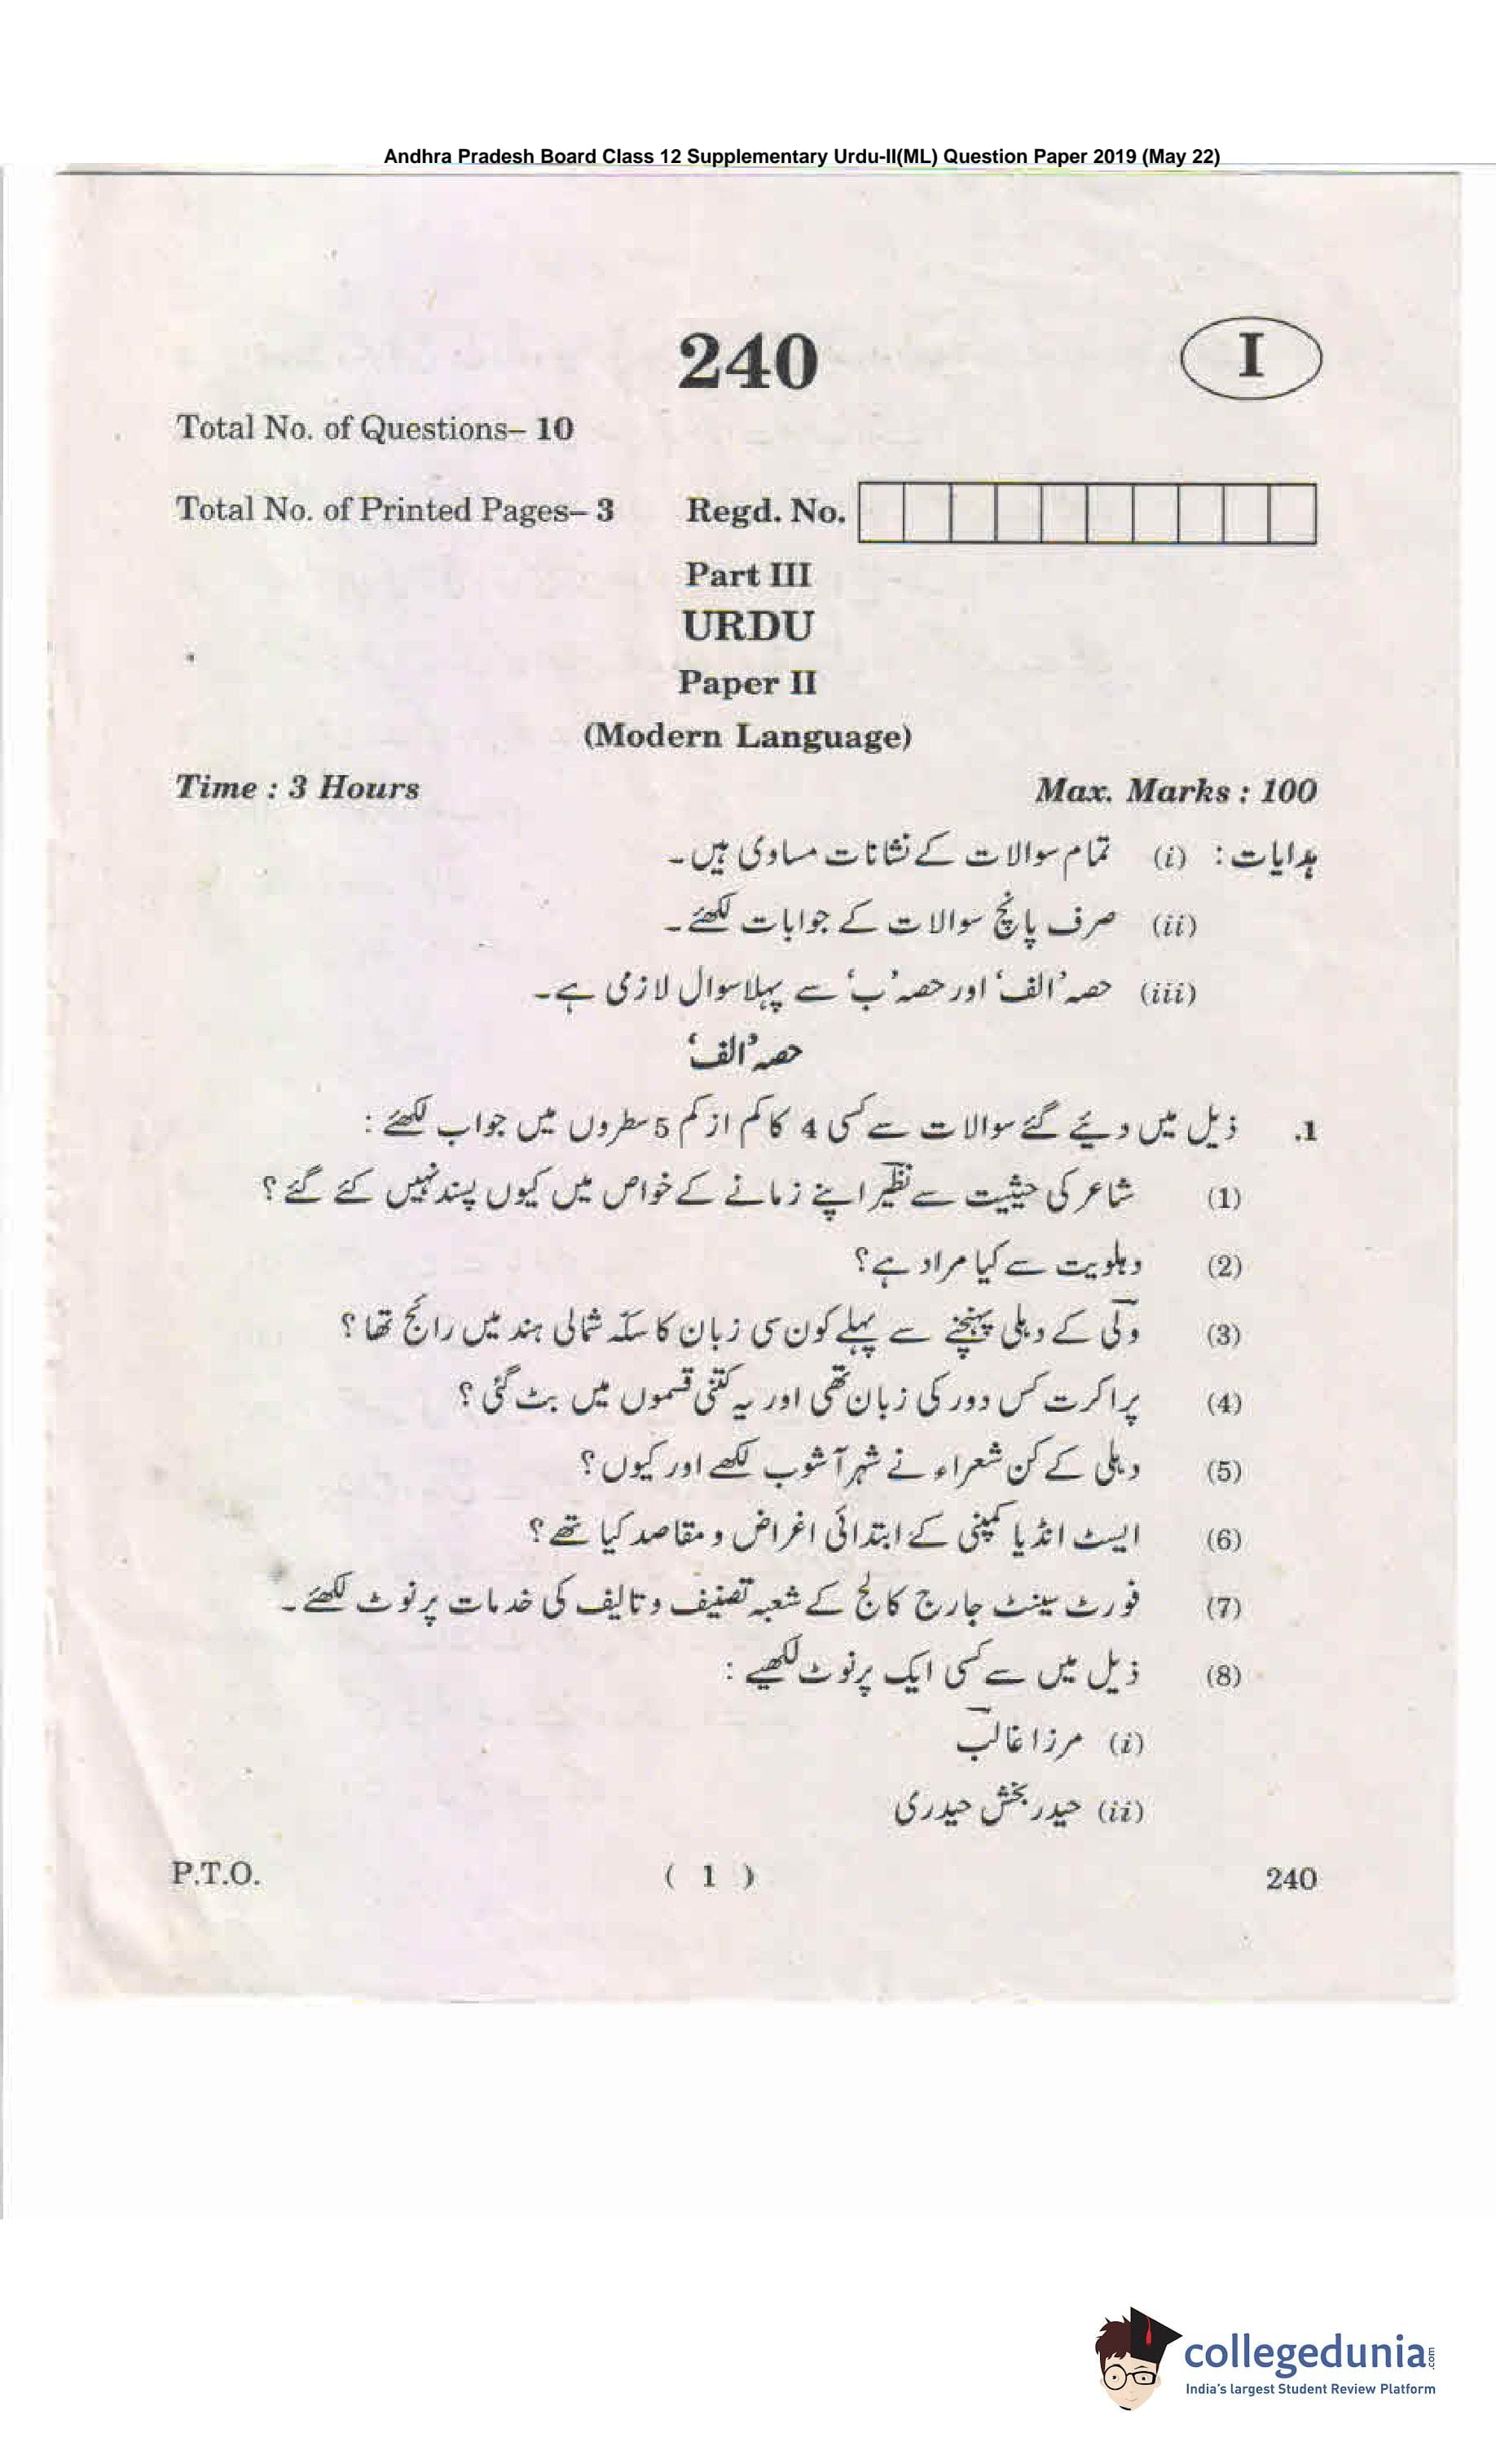 Andhra Pradesh Board Class 12 Supplementary Urdu-II(ML) Question Paper 2019 (May 22)
240
I
Total No. of Questions– 10
Total No. of Printed Pages– 3 Regd. No.
Part III
URDU
Paper II
(Modern Language)
Time : 3 Hours Max. Marks : 100
ہدایات : (i) تمام سوالات کے نشانات مساوی ہیں۔
(ii) صرف پانچ سوالات کے جوابات لکھئے۔
(iii) حصہ ’الف‘ اور حصہ ’ب‘ سے پہلا سوال لازمی ہے۔
حصہ ’الف‘
1. ذیل میں دیئے گئے سوالات سے کسی 4 کا کم از کم 5 سطروں میں جواب لکھئے :
(1) شاعر کی حیثیت سے نظیر اپنے زمانے کے خواص میں کیوں پسند نہیں کئے گئے ؟
(2) دہلویت سے کیا مراد ہے؟
(3) ولی کے دہلی پہنچنے سے پہلے کون سی زبان کا سکّہ شمالی ہند میں رائج تھا ؟
(4) پراکرت کس دور کی زبان تھی اور یہ کتنی قسموں میں بٹ گئی ؟
(5) دہلی کے کن شعراء نے شہر آشوب لکھے اور کیوں ؟
(6) ایسٹ انڈیا کمپنی کے ابتدائی اغراض و مقاصد کیا تھے ؟
(7) فورٹ سینٹ جارج کالج کے شعبہ تصنیف و تالیف کی خدمات پر نوٹ لکھئے۔
(8) ذیل میں سے کسی ایک پر نوٹ لکھیے :
(i) مرزا غالب
(ii) حیدر بخش حیدری
P.T.O. ( 1 ) 240
collegedunia.com
India's largest Student Review Platform